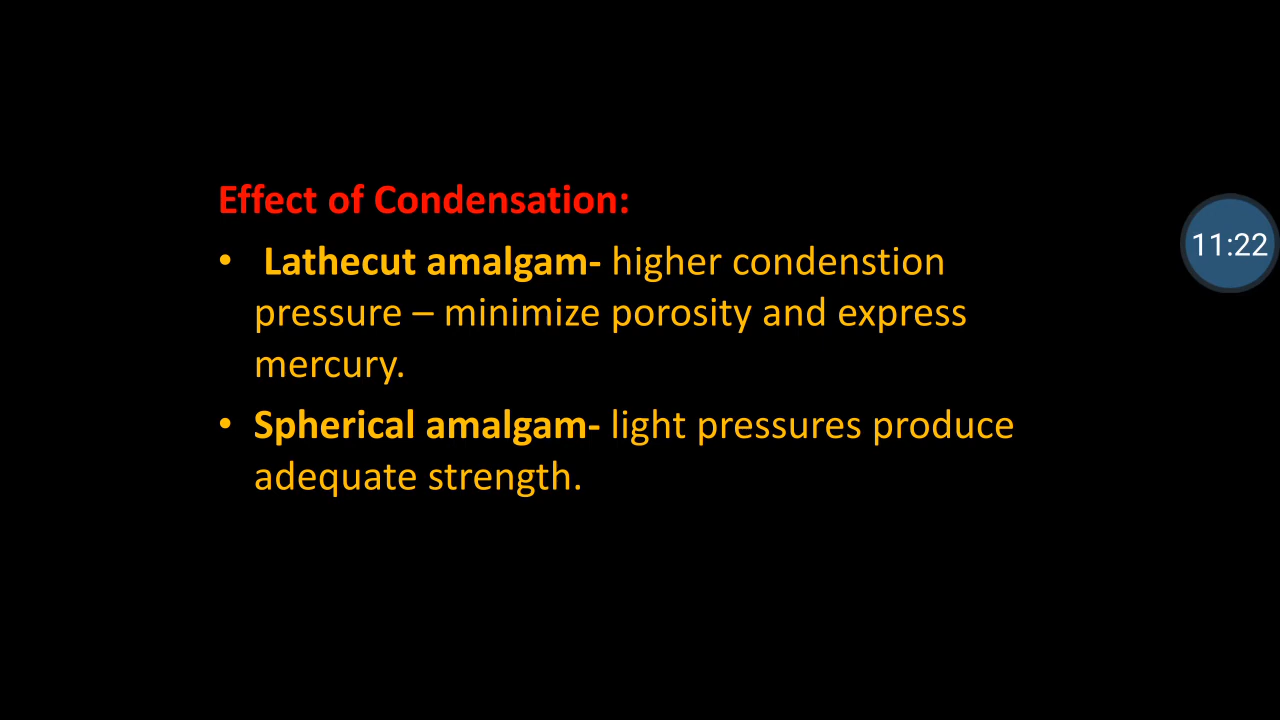 Effect of Condensation:
• Lathecut amalgam- higher condenstion
pressure – minimize porosity and express
mercury.
• Spherical amalgam- light pressures produce
adequate strength.
11:22